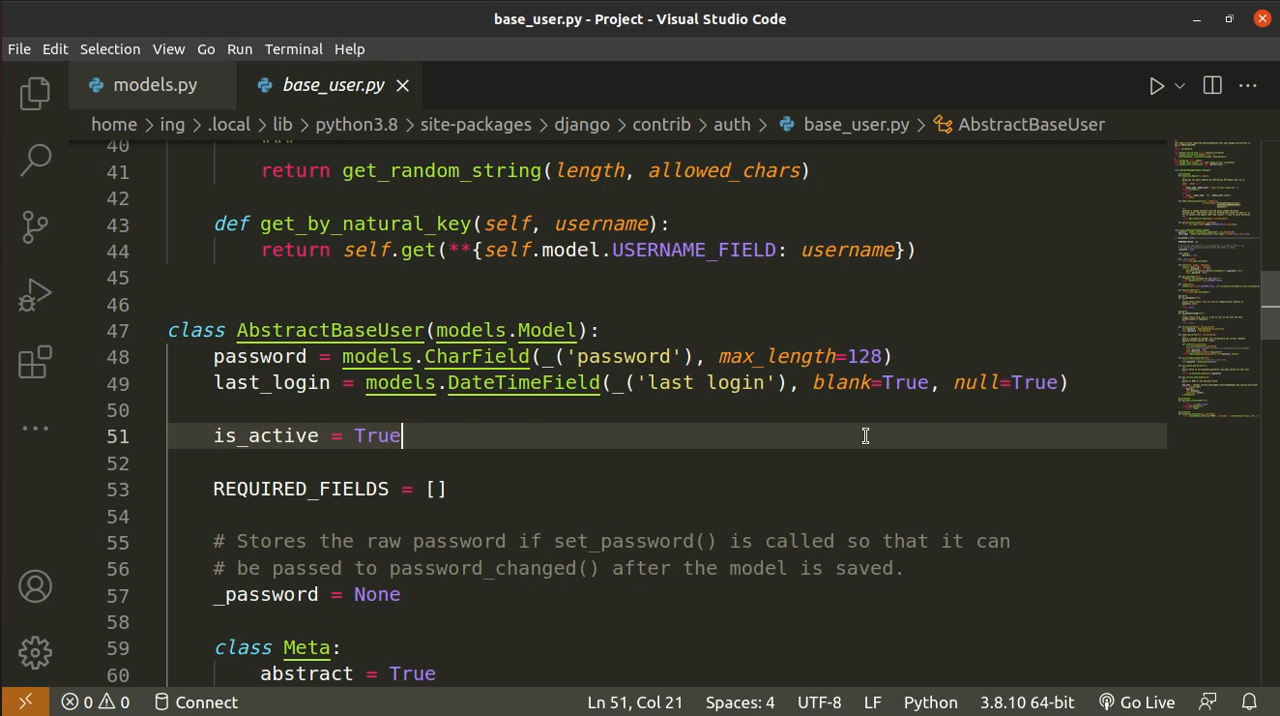 base_user.py - Project - Visual Studio Code
File Edit Selection View Go Run Terminal Help
models.py base_user.py
home > ing > .local > lib > python3.8 > site-packages > django > contrib > auth > base_user.py > AbstractBaseUser
40 """
41 return get_random_string(length, allowed_chars)
42
43 def get_by_natural_key(self, username):
44 return self.get(**{self.model.USERNAME_FIELD: username})
45
46
47 class AbstractBaseUser(models.Model):
48 password = models.CharField(_('password'), max_length=128)
49 last_login = models.DateTimeField(_('last login'), blank=True, null=True)
50
51 is_active = True
52
53 REQUIRED_FIELDS = []
54
55 # Stores the raw password if set_password() is called so that it can
56 # be passed to password_changed() after the model is saved.
57 _password = None
58
59 class Meta:
60 abstract = True
0 0 Connect Ln 51, Col 21 Spaces: 4 UTF-8 LF Python 3.8.10 64-bit Go Live